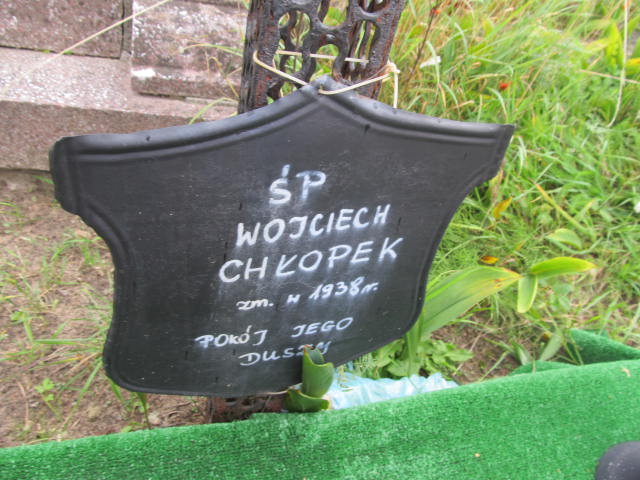 ŚP
WOJCIECH
CHŁOPEK
zm. w 1938 r.
POKÓJ JEGO
DUSZY